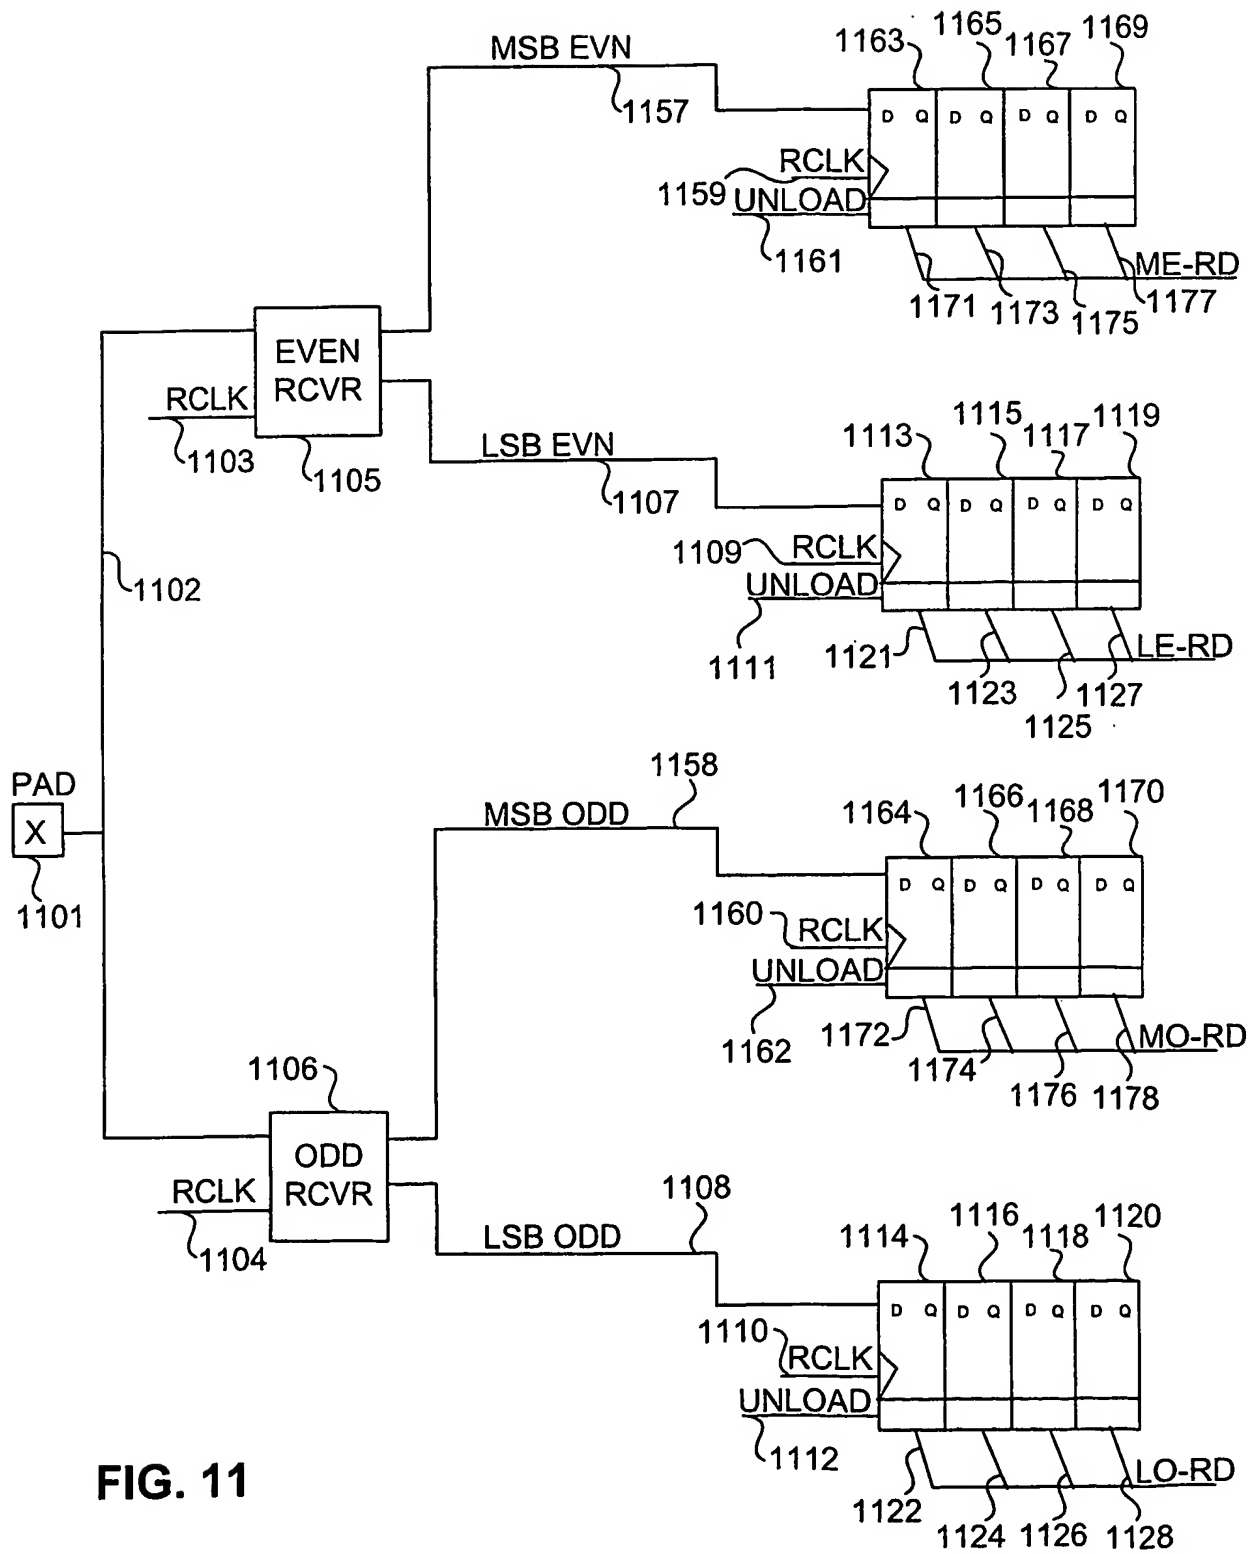 MSB EVN
1157
1163
1165
1167
1169
D Q D Q D Q D Q
RCLK
1159
UNLOAD
1161
1171
1173
1175
1177
ME-RD
EVEN
RCVR
RCLK
1103
1105
LSB EVN
1107
1113
1115
1117
1119
D Q D Q D Q D Q
1109
RCLK
UNLOAD
1111
1121
1123
1125
1127
LE-RD
1102
PAD
X
1101
1158
MSB ODD
1164
1166
1168
1170
D Q D Q D Q D Q
1160
RCLK
UNLOAD
1162
1172
1174
1176
1178
MO-RD
1106
ODD
RCVR
RCLK
1104
1108
LSB ODD
1114
1116
1118
1120
D Q D Q D Q D Q
1110
RCLK
UNLOAD
1112
1122
1124
1126
1128
LO-RD
FIG. 11